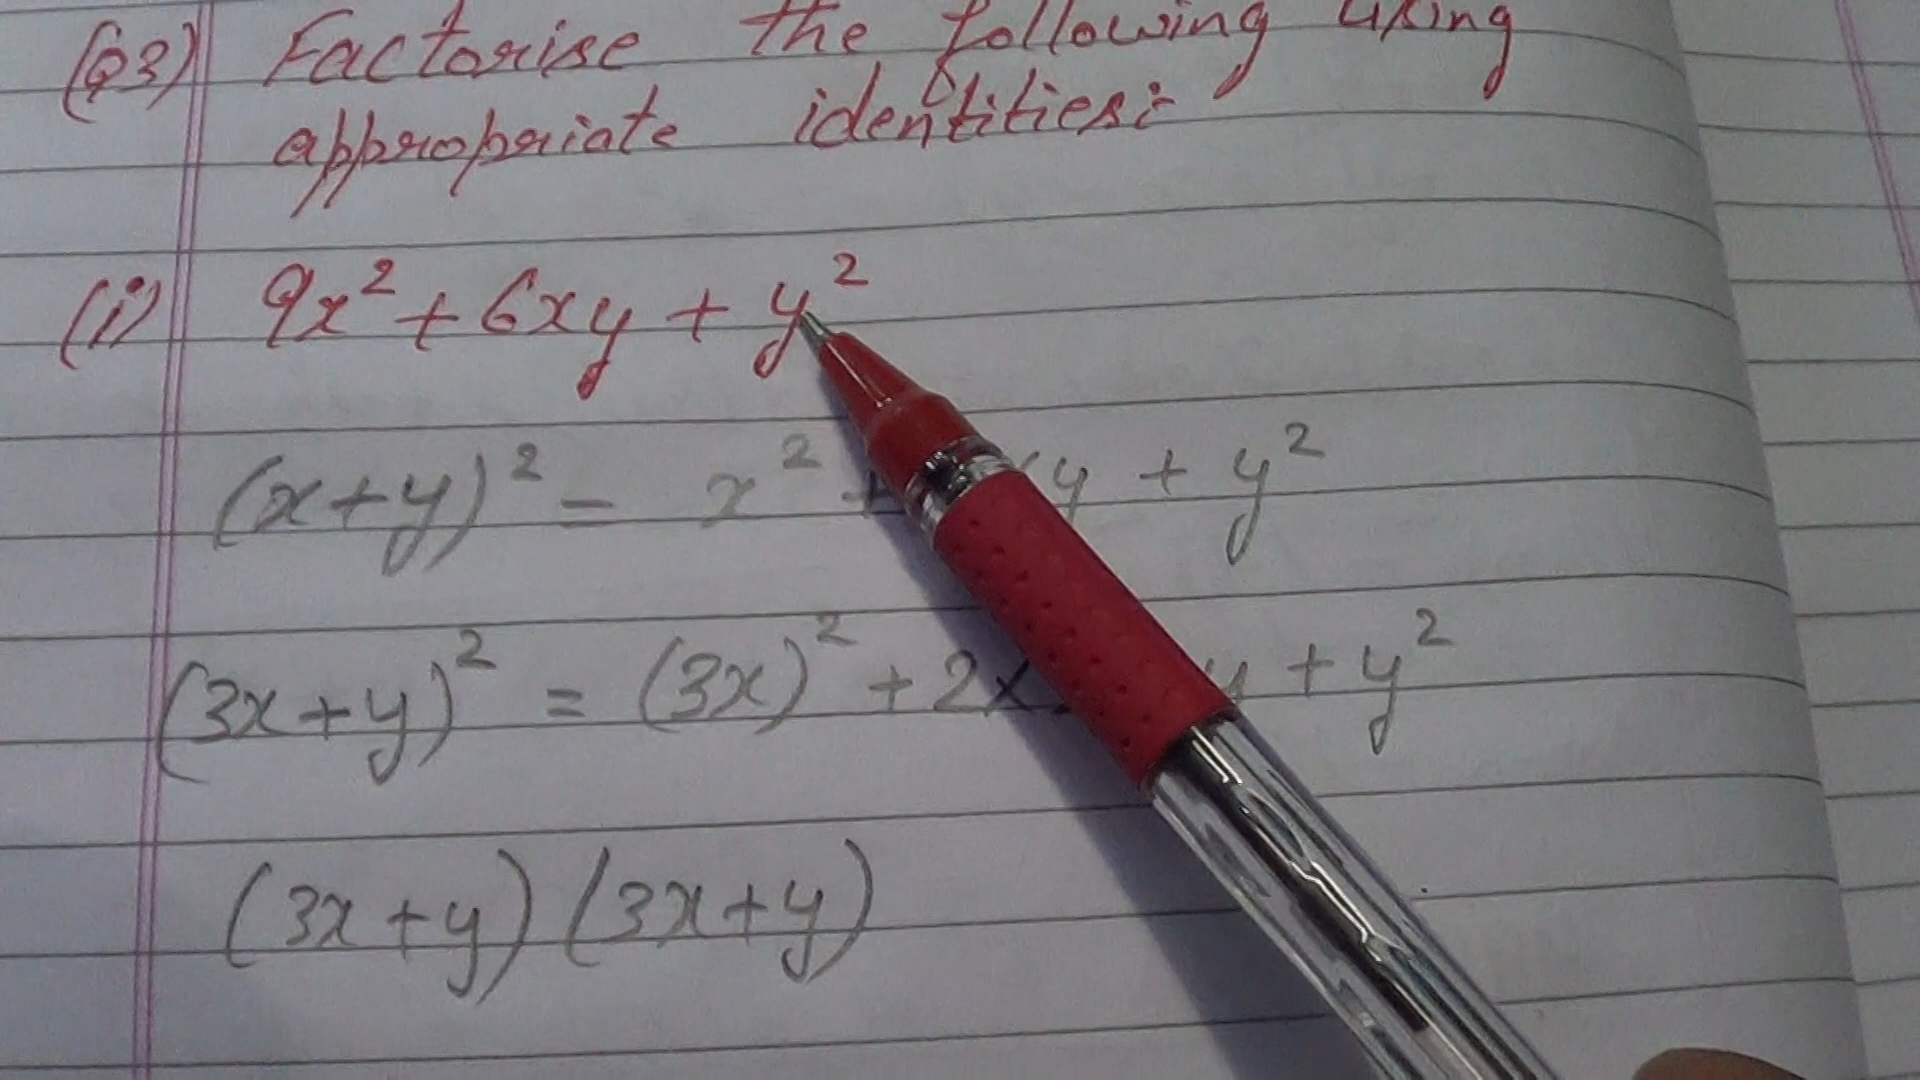 (Q3) Factorise the following using
appropriate identities:-
(i) 9x² + 6xy + y²
(x+y)² = x² + y + y²
(3x+y)² = (3x)² + 2x y + y²
(3x+y) (3x+y)